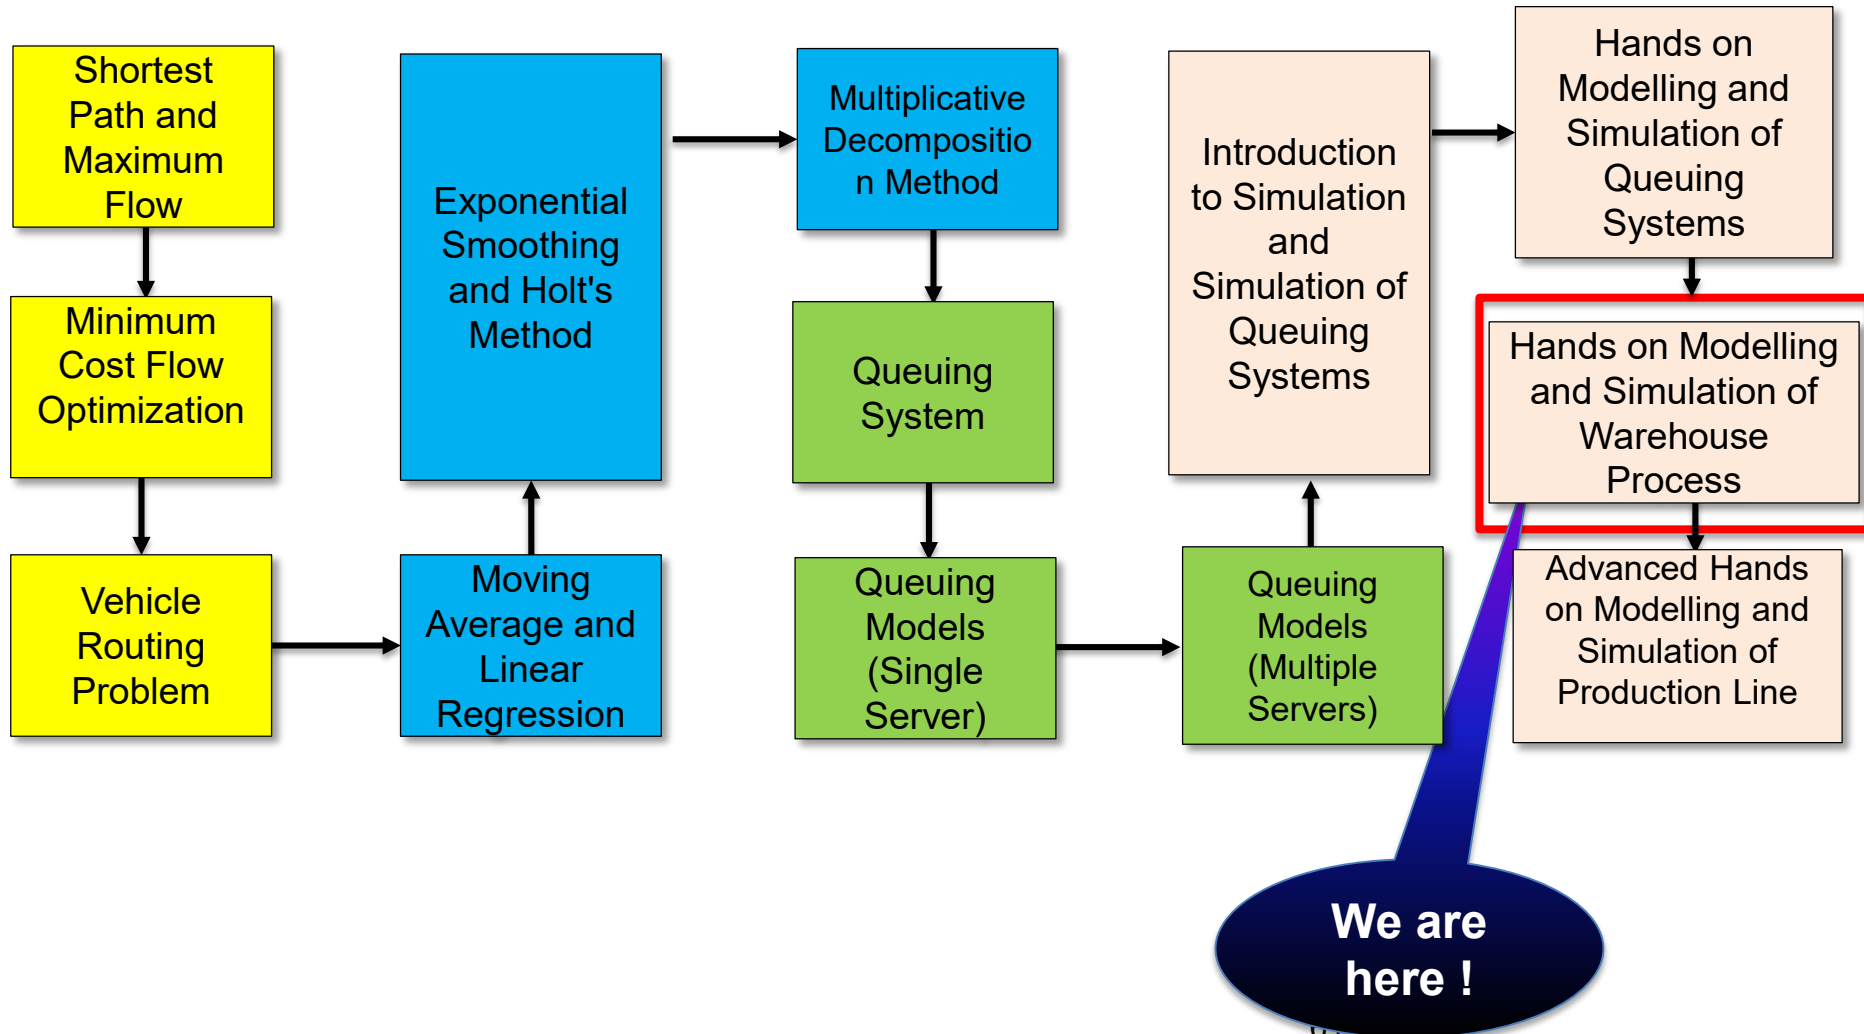 Shortest
Path and
Maximum
Flow
Minimum
Cost Flow
Optimization
Vehicle
Routing
Problem
Moving
Average and
Linear
Regression
Exponential
Smoothing
and Holt's
Method
Multiplicative
Decompositio
n Method
Queuing
System
Queuing
Models
(Single
Server)
Queuing
Models
(Multiple
Servers)
Introduction
to Simulation
and
Simulation of
Queuing
Systems
Hands on
Modelling and
Simulation of
Queuing
Systems
Hands on Modelling
and Simulation of
Warehouse
Process
Advanced Hands
on Modelling and
Simulation of
Production Line
We are
here !